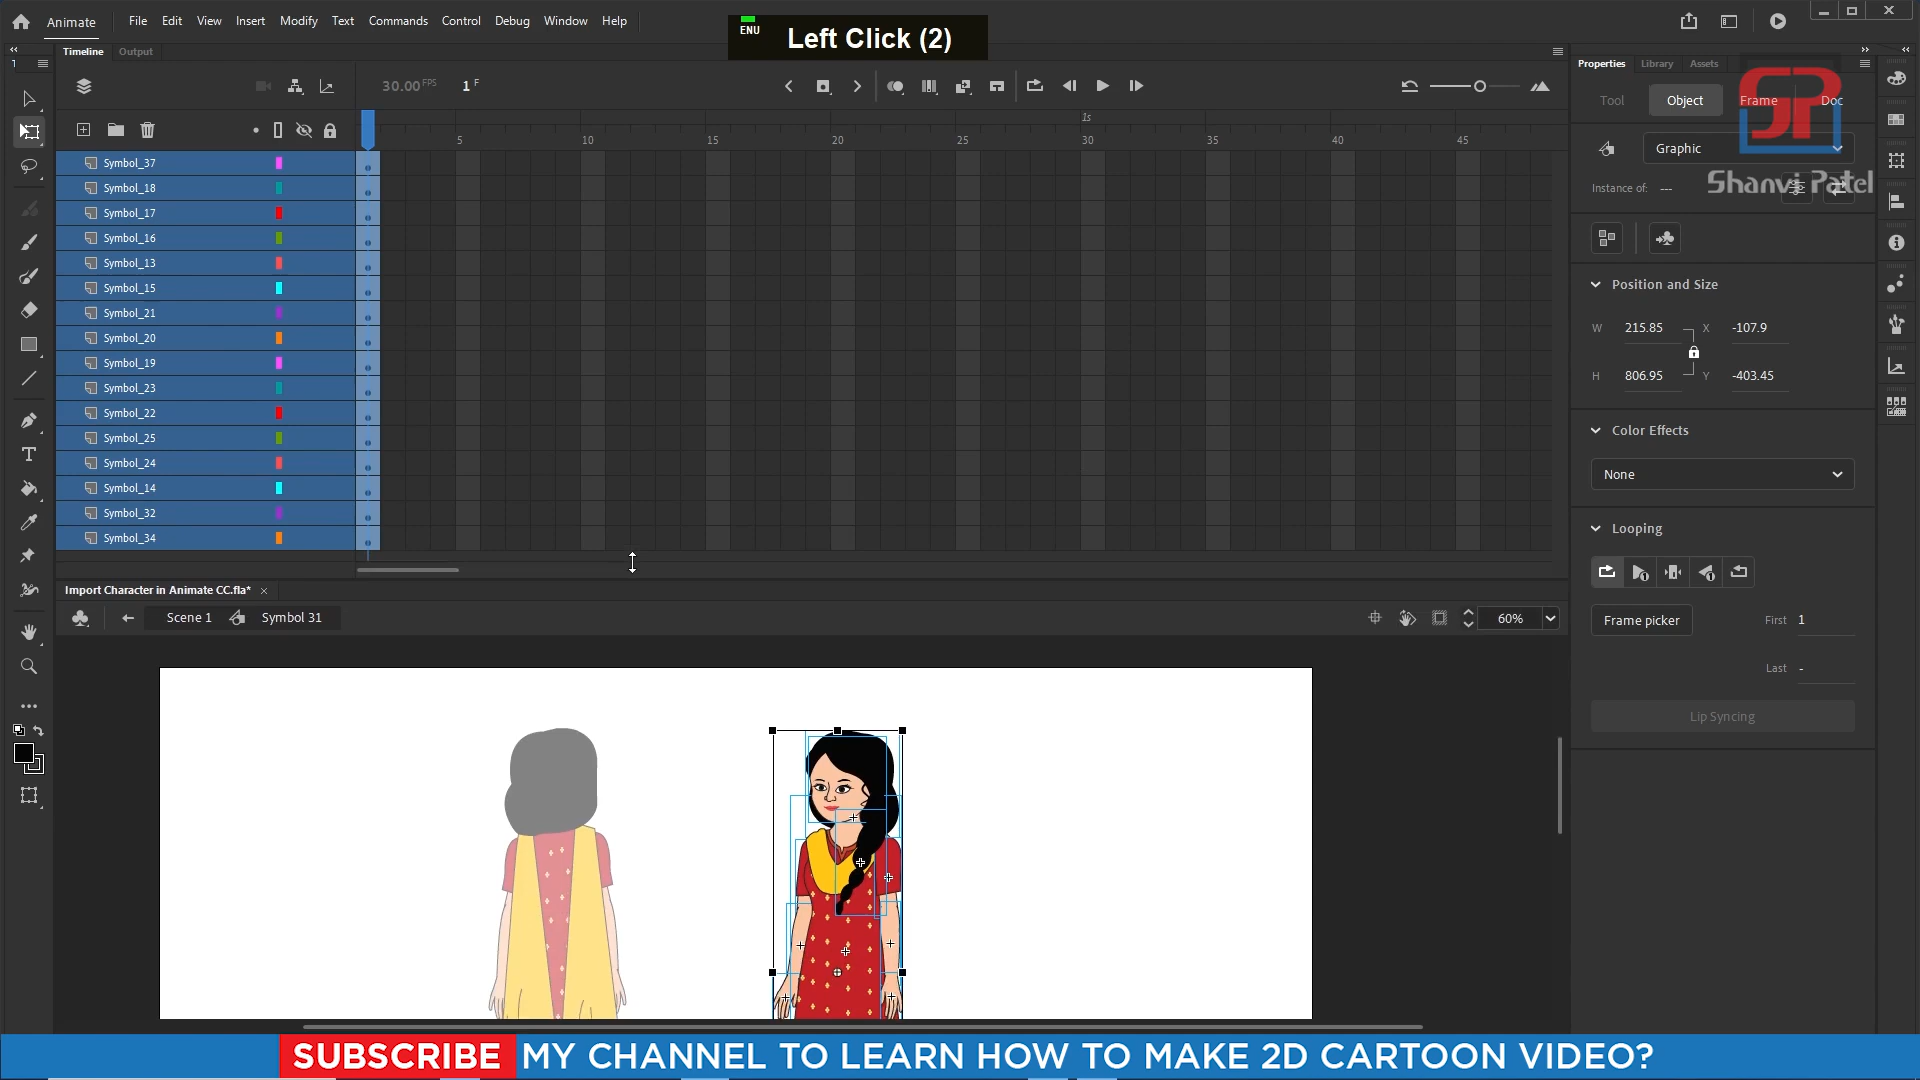 Animate
File Edit View Insert Modify Text Commands Control Debug Window Help
ENU
Left Click (2)
Timeline Output
30.00 FPS 1 F
1s
5 10 15 20 25 30 35 40 45
Symbol_37
Symbol_18
Symbol_17
Symbol_16
Symbol_13
Symbol_15
Symbol_21
Symbol_20
Symbol_19
Symbol_23
Symbol_22
Symbol_25
Symbol_24
Symbol_14
Symbol_32
Symbol_34
Import Character in Animate CC.fla*
Scene 1 Symbol 31
60%
Properties Library Assets
Tool Object Frame Doc
Graphic
Instance of: ---
Shanvi Patel
Position and Size
W 215.85 X -107.9
H 806.95 Y -403.45
Color Effects
None
Looping
Frame picker First 1
Last -
Lip Syncing
SUBSCRIBE MY CHANNEL TO LEARN HOW TO MAKE 2D CARTOON VIDEO?